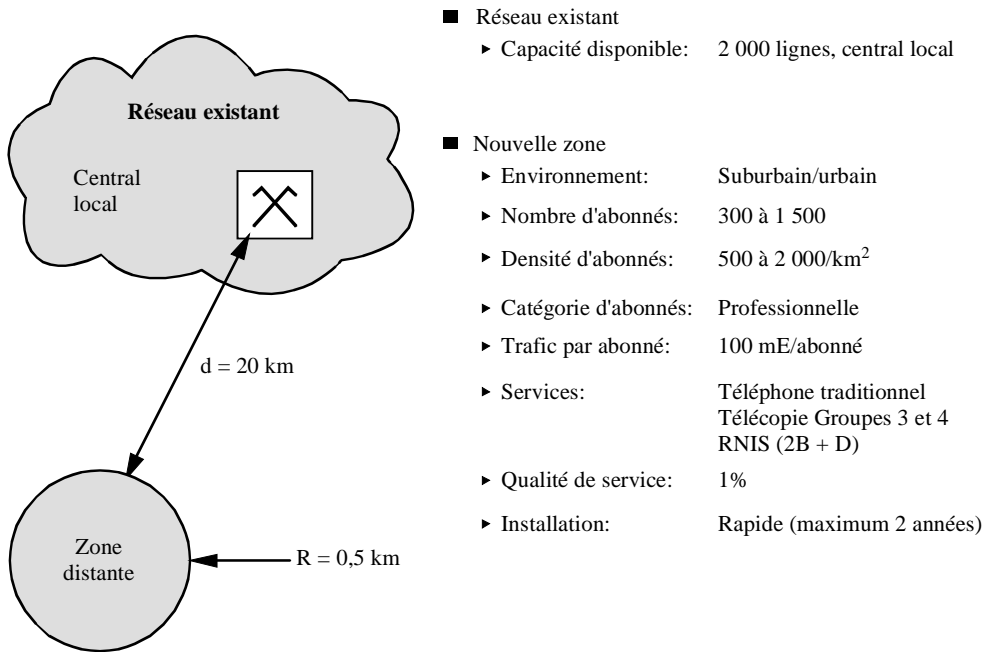 Réseau existant
Central
local
d = 20 km
Zone
distante
R = 0,5 km
■ Réseau existant
▸ Capacité disponible: 2 000 lignes, central local
■ Nouvelle zone
▸ Environnement: Suburbain/urbain
▸ Nombre d'abonnés: 300 à 1 500
▸ Densité d'abonnés: 500 à 2 000/km²
▸ Catégorie d'abonnés: Professionnelle
▸ Trafic par abonné: 100 mE/abonné
▸ Services: Téléphone traditionnel
Télécopie Groupes 3 et 4
RNIS (2B + D)
▸ Qualité de service: 1%
▸ Installation: Rapide (maximum 2 années)